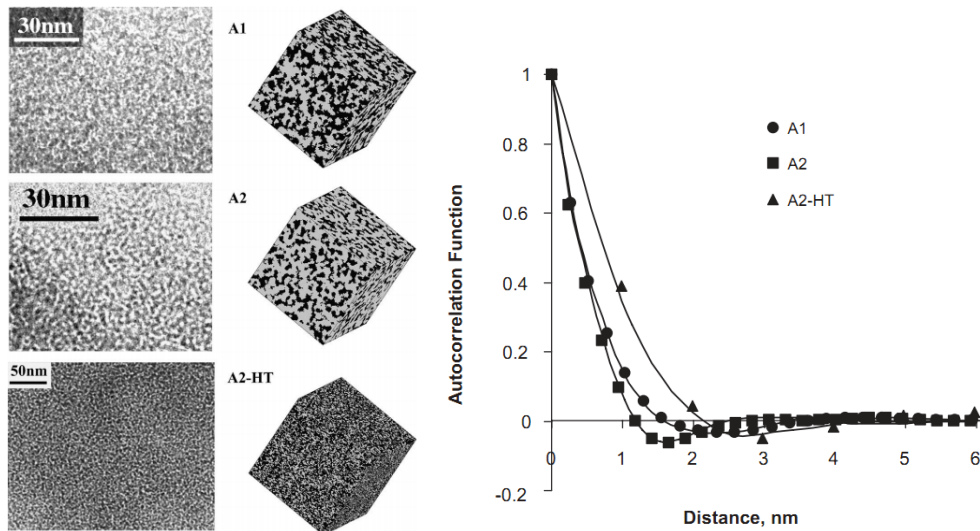 30nm
A1
30nm
A2
50nm
A2-HT
Autocorrelation Function
1
0.8
0.6
0.4
0.2
0
-0.2
0
1
2
3
4
5
6
Distance, nm
A1
A2
A2-HT